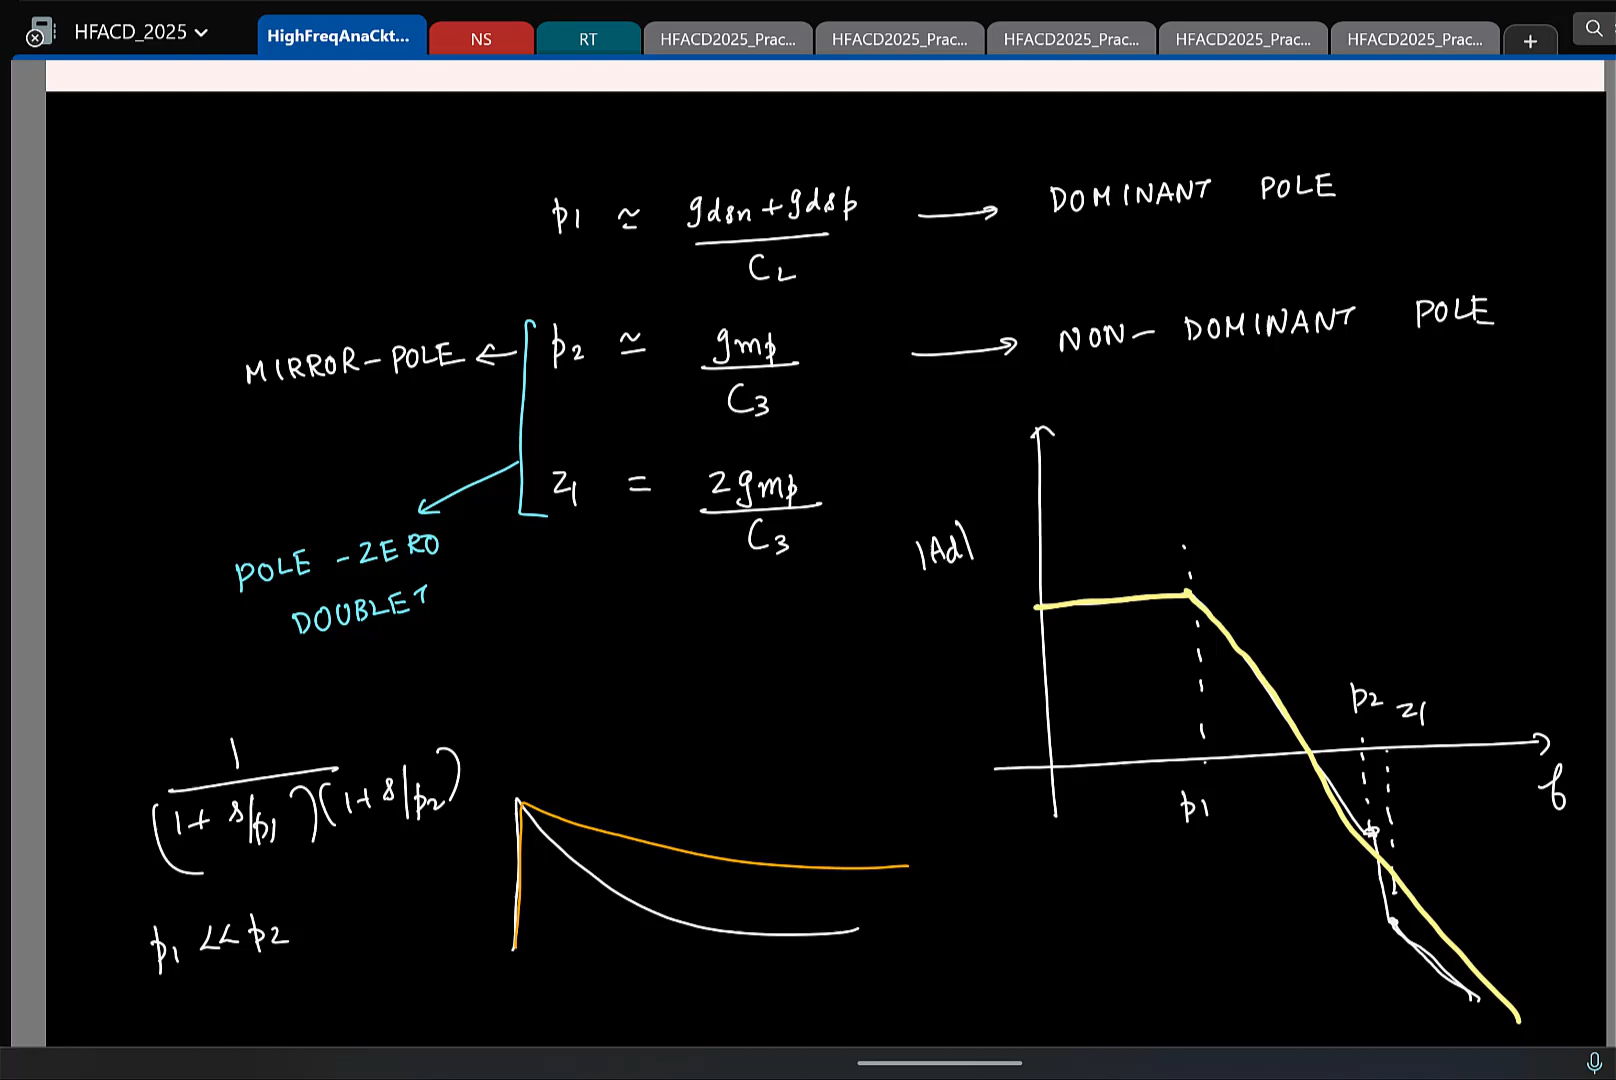 HFACD_2025
HighFreqAnaCkt...
NS
RT
HFACD2025_Prac...
HFACD2025_Prac...
HFACD2025_Prac...
HFACD2025_Prac...
HFACD2025_Prac...
+
p1 ≃ gdsn + gdsp / CL → DOMINANT POLE
MIRROR-POLE ← p2 ≃ gmp / C3 → NON-DOMINANT POLE
z1 = 2gmp / C3
POLE-ZERO
DOUBLET
|Ad|
p2 z1
p1
f
1 / (1 + s/p1)(1 + s/p2)
p1 << p2